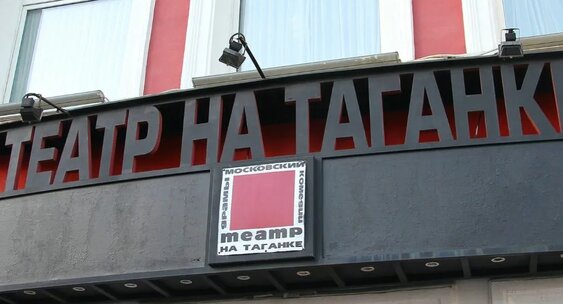 ТЕАТР НА ТАГАНК
МОСКОВСКИЙ
драмы и
комедии
театр
НА ТАГАНКЕ